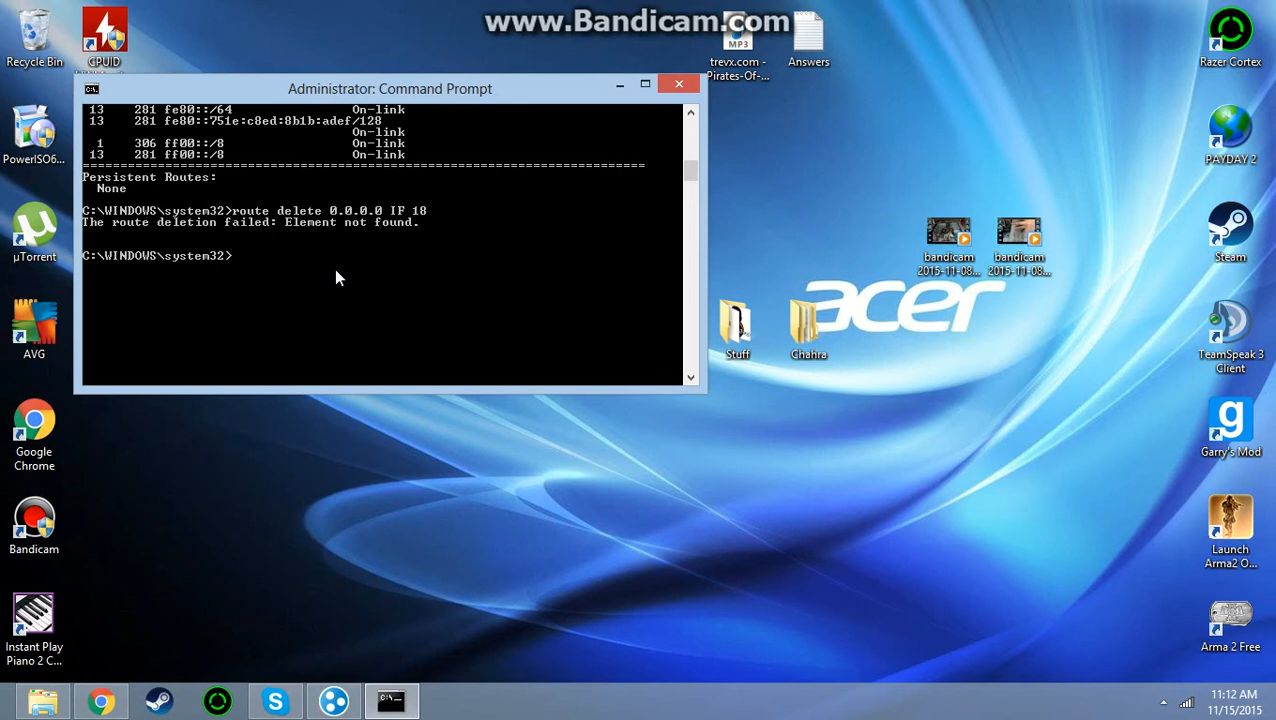 www.Bandicam.com
Recycle Bin
CPUID
MP3
trevx.com -
Pirates-Of-...
Answers
Razer Cortex
Administrator: Command Prompt
13 281 fe80::/64 On-link
13 281 fe80::751e:c8ed:8b1b:adef/128
On-link
1 306 ff00::/8 On-link
13 281 ff00::/8 On-link
===========================================================================
Persistent Routes:
None
C:\WINDOWS\system32>route delete 0.0.0.0 IF 18
The route deletion failed: Element not found.
C:\WINDOWS\system32>
PowerISO6...
PAYDAY 2
µTorrent
bandicam
2015-11-08...
bandicam
2015-11-08...
Steam
acer
AVG
Stuff
Chahra
TeamSpeak 3
Client
Google
Chrome
g
Garry's Mod
Bandicam
Launch
Arma2 O...
Instant Play
Piano 2 C...
Arma 2 Free
C:\_
11:12 AM
11/15/2015